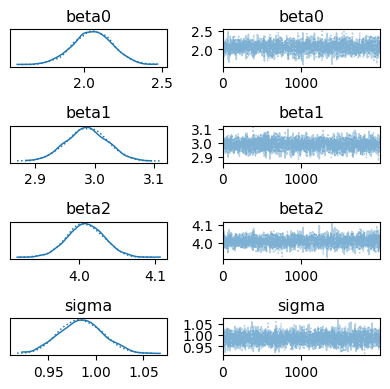 beta0 beta0
2.5
2.0
2.0 2.5 0 1000
beta1 beta1
3.1
3.0
2.9
2.9 3.0 3.1 0 1000
beta2 beta2
4.1
4.0
4.0 4.1 0 1000
sigma sigma
1.05
1.00
0.95
0.95 1.00 1.05 0 1000